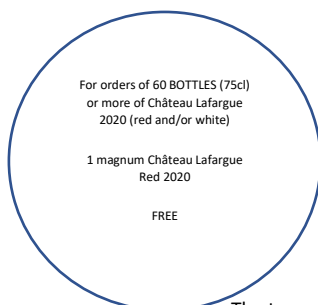 For orders of 60 BOTTLES (75cl)
or more of Château Lafargue
2020 (red and/or white)
1 magnum Château Lafargue
Red 2020
FREE